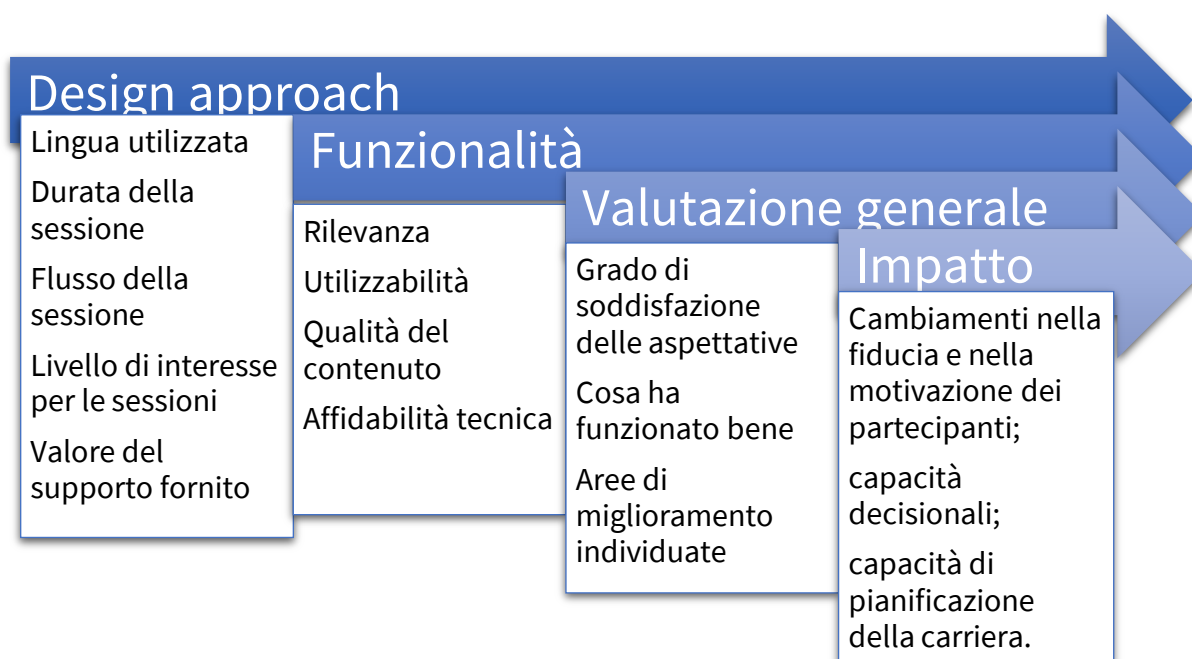 Design approach
Lingua utilizzata
Durata della
sessione
Flusso della
sessione
Livello di interesse
per le sessioni
Valore del
supporto fornito
Funzionalità
Rilevanza
Utilizzabilità
Qualità del
contenuto
Affidabilità tecnica
Valutazione generale
Grado di
soddisfazione
delle aspettative
Cosa ha
funzionato bene
Aree di
miglioramento
individuate
Impatto
Cambiamenti nella
fiducia e nella
motivazione dei
partecipanti;
capacità
decisionali;
capacità di
pianificazione
della carriera.